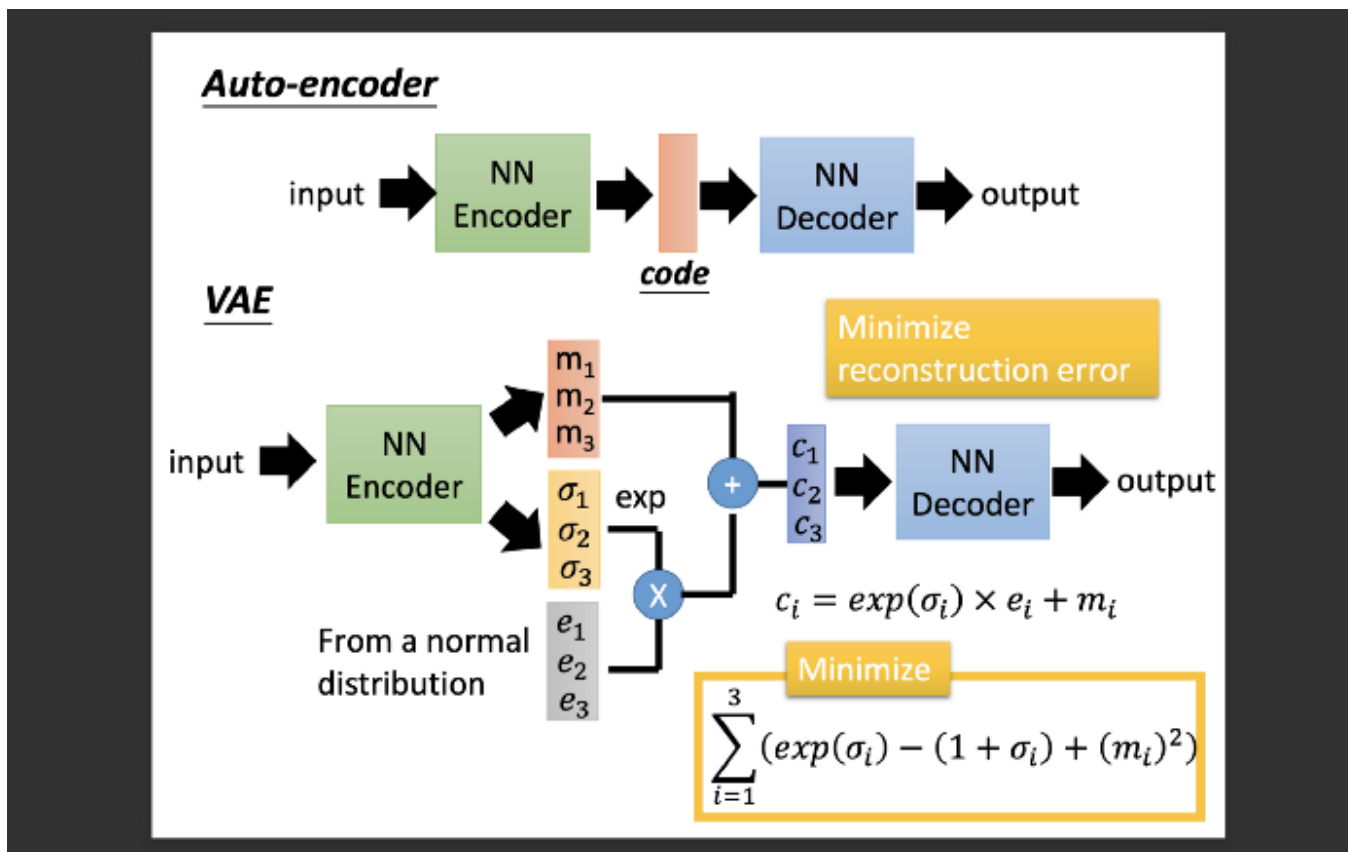 Auto-encoder
input
NN
Encoder
code
NN
Decoder
output
VAE
Minimize
reconstruction error
input
NN
Encoder
m₁
m₂
m₃
σ₁
σ₂
σ₃
exp
From a normal
distribution
e₁
e₂
e₃
X
+
c₁
c₂
c₃
NN
Decoder
output
cᵢ = exp(σᵢ) × eᵢ + mᵢ
Minimize
3
∑(exp(σᵢ) − (1 + σᵢ) + (mᵢ)²)
i=1